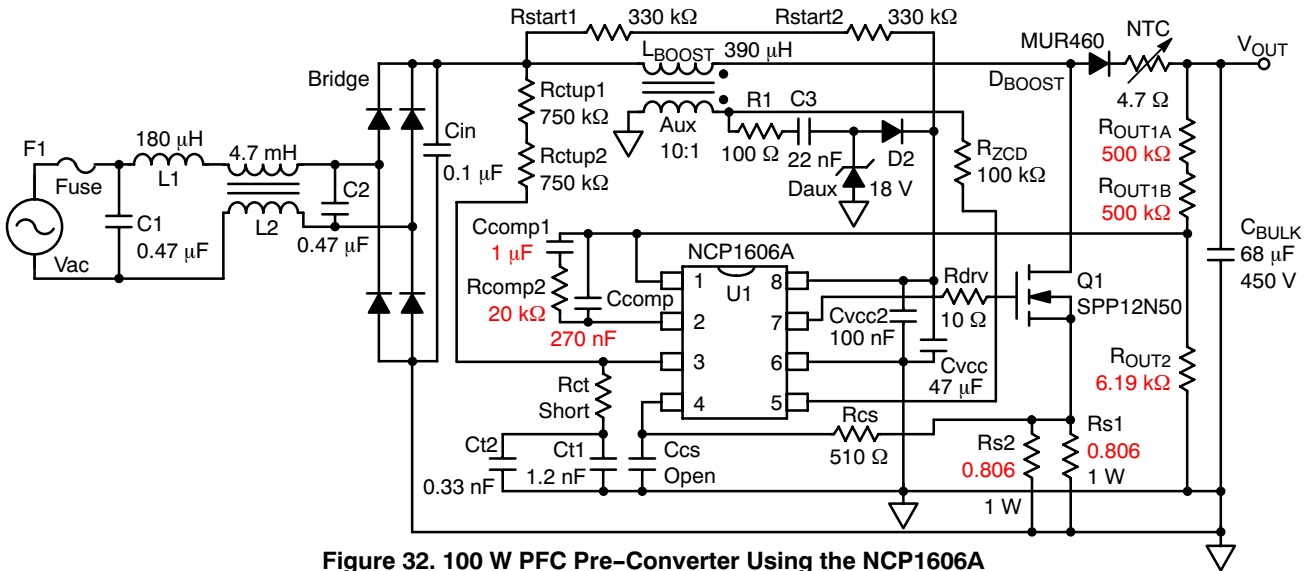 Rstart1
330 kΩ
Rstart2
330 kΩ
LBOOST
390 μH
MUR460
NTC
VOUT
DBOOST
4.7 Ω
Bridge
Rctup1
750 kΩ
Rctup2
750 kΩ
Cin
0.1 μF
Aux
10:1
R1
100 Ω
C3
22 nF
D2
Daux
18 V
RZCD
100 kΩ
ROUT1A
500 kΩ
ROUT1B
500 kΩ
F1
Fuse
180 μH
L1
4.7 mH
L2
C1
0.47 μF
C2
0.47 μF
Vac
Ccomp1
1 μF
Rcomp2
20 kΩ
Ccomp
270 nF
NCP1606A
U1
1
2
3
4
8
7
6
5
Rdrv
10 Ω
Cvcc2
100 nF
Cvcc
47 μF
Q1
SPP12N50
CBULK
68 μF
450 V
ROUT2
6.19 kΩ
Rct
Short
Ct2
0.33 nF
Ct1
1.2 nF
Ccs
Open
Rcs
510 Ω
Rs2
0.806
1 W
Rs1
0.806
1 W
Figure 32. 100 W PFC Pre−Converter Using the NCP1606A